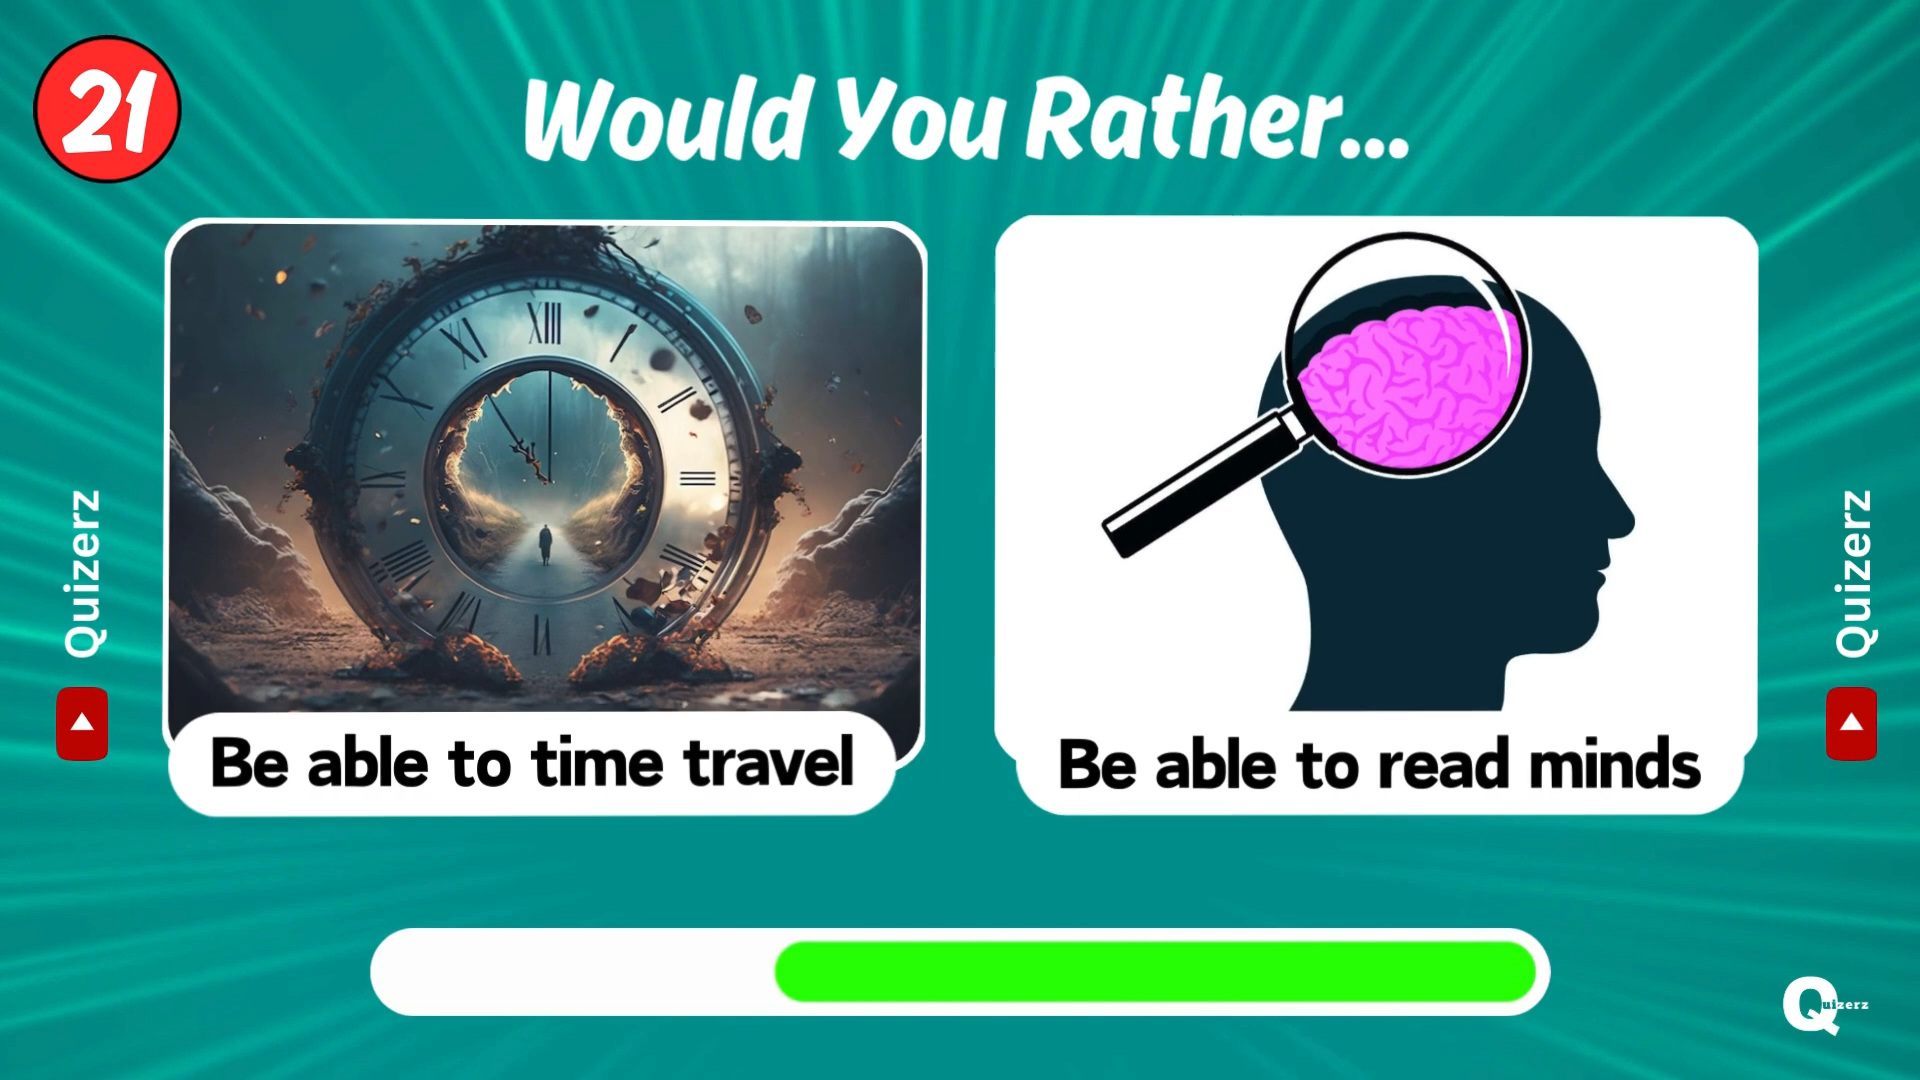 21
Would You Rather...
Be able to time travel
Be able to read minds
Quizerz
Quizerz
Quizerz